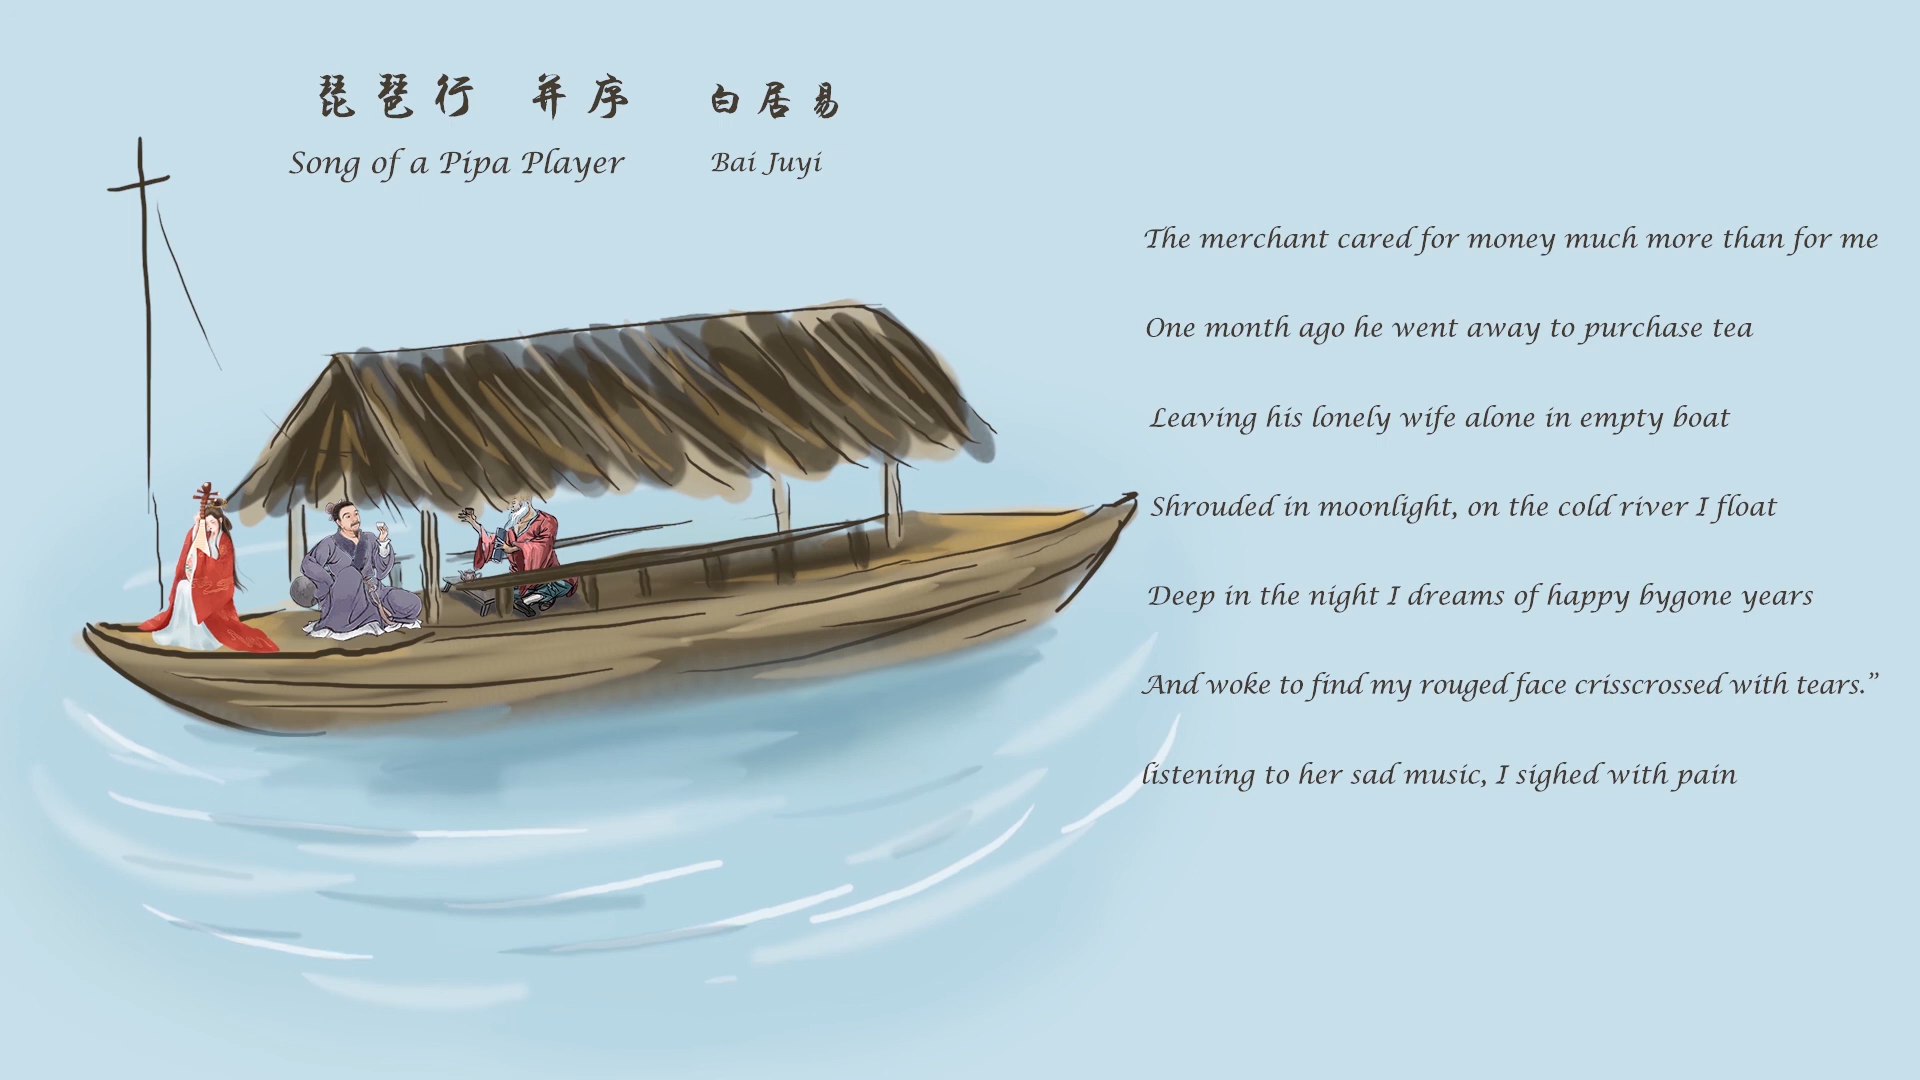 琵琶行 并序 白居易
Song of a Pipa Player Bai Juyi
The merchant cared for money much more than for me
One month ago he went away to purchase tea
Leaving his lonely wife alone in empty boat
Shrouded in moonlight, on the cold river I float
Deep in the night I dreams of happy bygone years
And woke to find my rouged face crisscrossed with tears.”
listening to her sad music, I sighed with pain